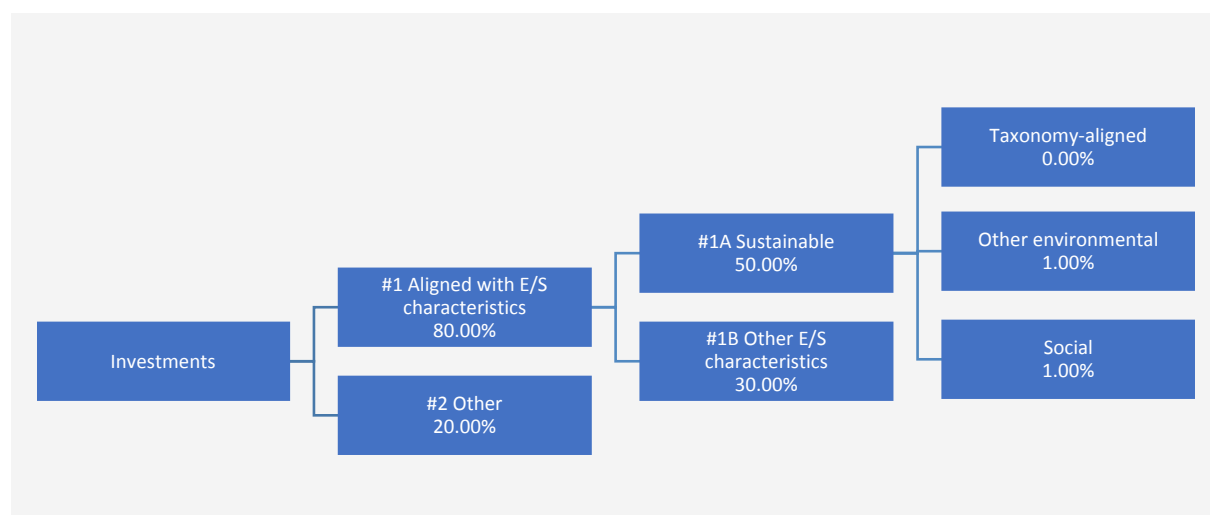 Investments
#1 Aligned with E/S
characteristics
80.00%
#2 Other
20.00%
#1A Sustainable
50.00%
#1B Other E/S
characteristics
30.00%
Taxonomy-aligned
0.00%
Other environmental
1.00%
Social
1.00%